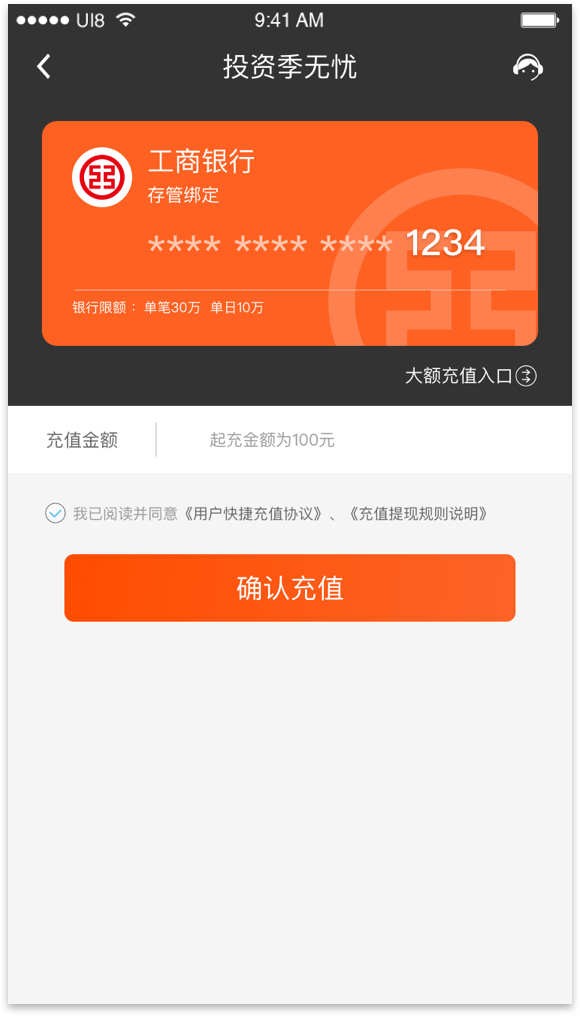 UI8 9:41 AM
投资季无忧
工商银行
存管绑定
**** **** **** 1234
银行限额： 单笔30万 单日10万
大额充值入口
充值金额 起充金额为100元
我已阅读并同意《用户快捷充值协议》、《充值提现规则说明》
确认充值